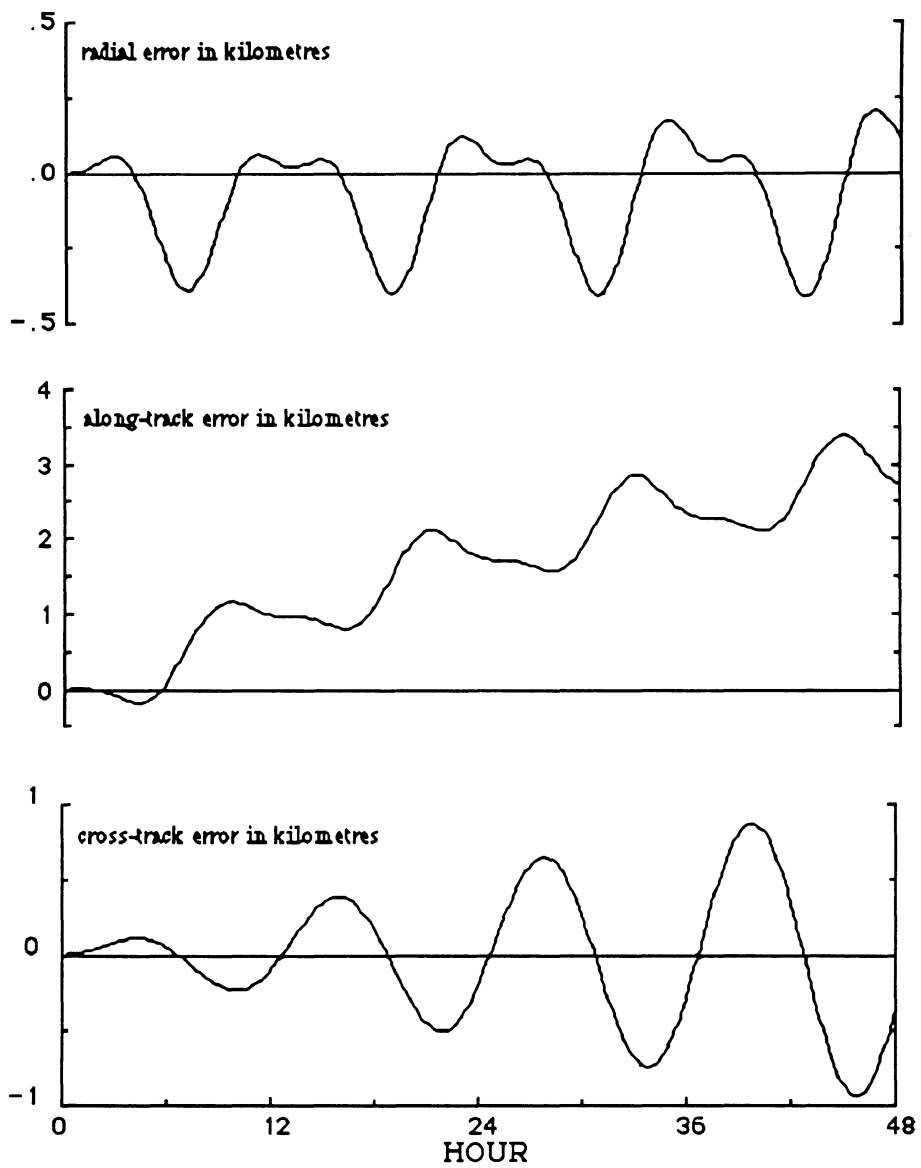 .5
radial error in kilometres
.0
-.5
4
along-track error in kilometres
3
2
1
0
1
cross-track error in kilometres
0
-1
0 12 24 36 48
HOUR